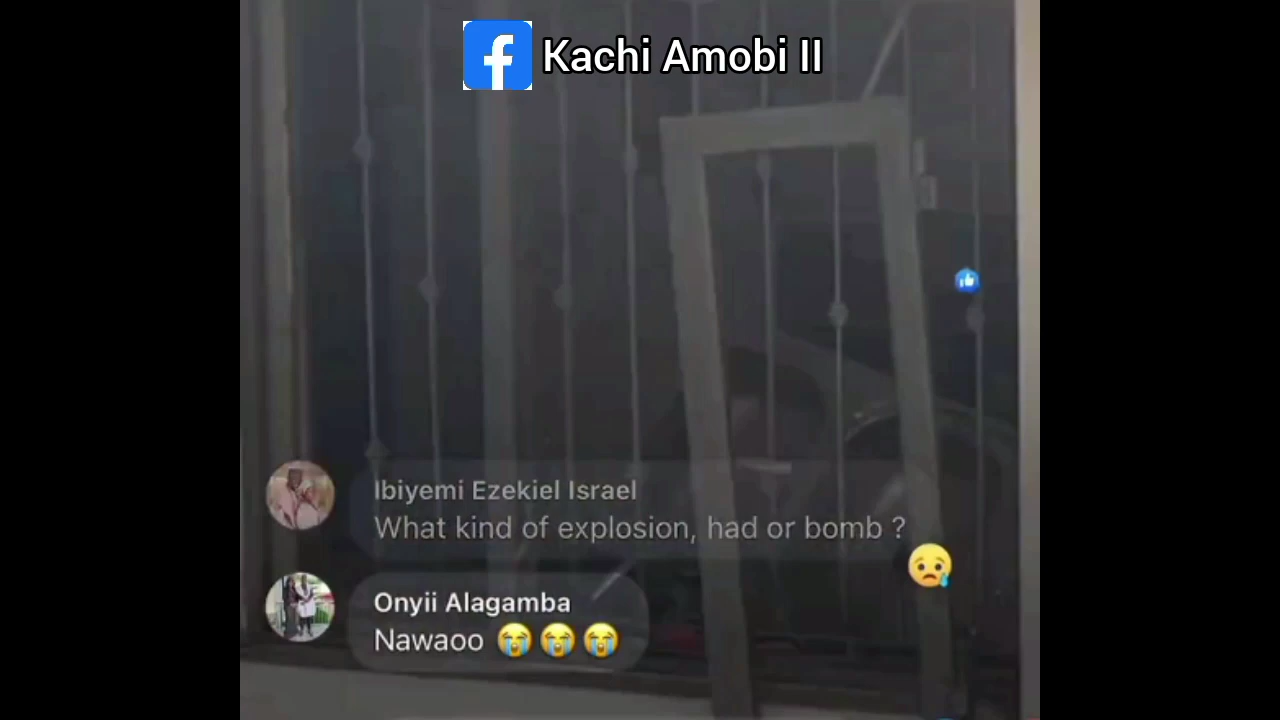 Kachi Amobi II
Ibiyemi Ezekiel Israel
What kind of explosion, had or bomb ?
Onyii Alagamba
Nawaoo 😭😭😭